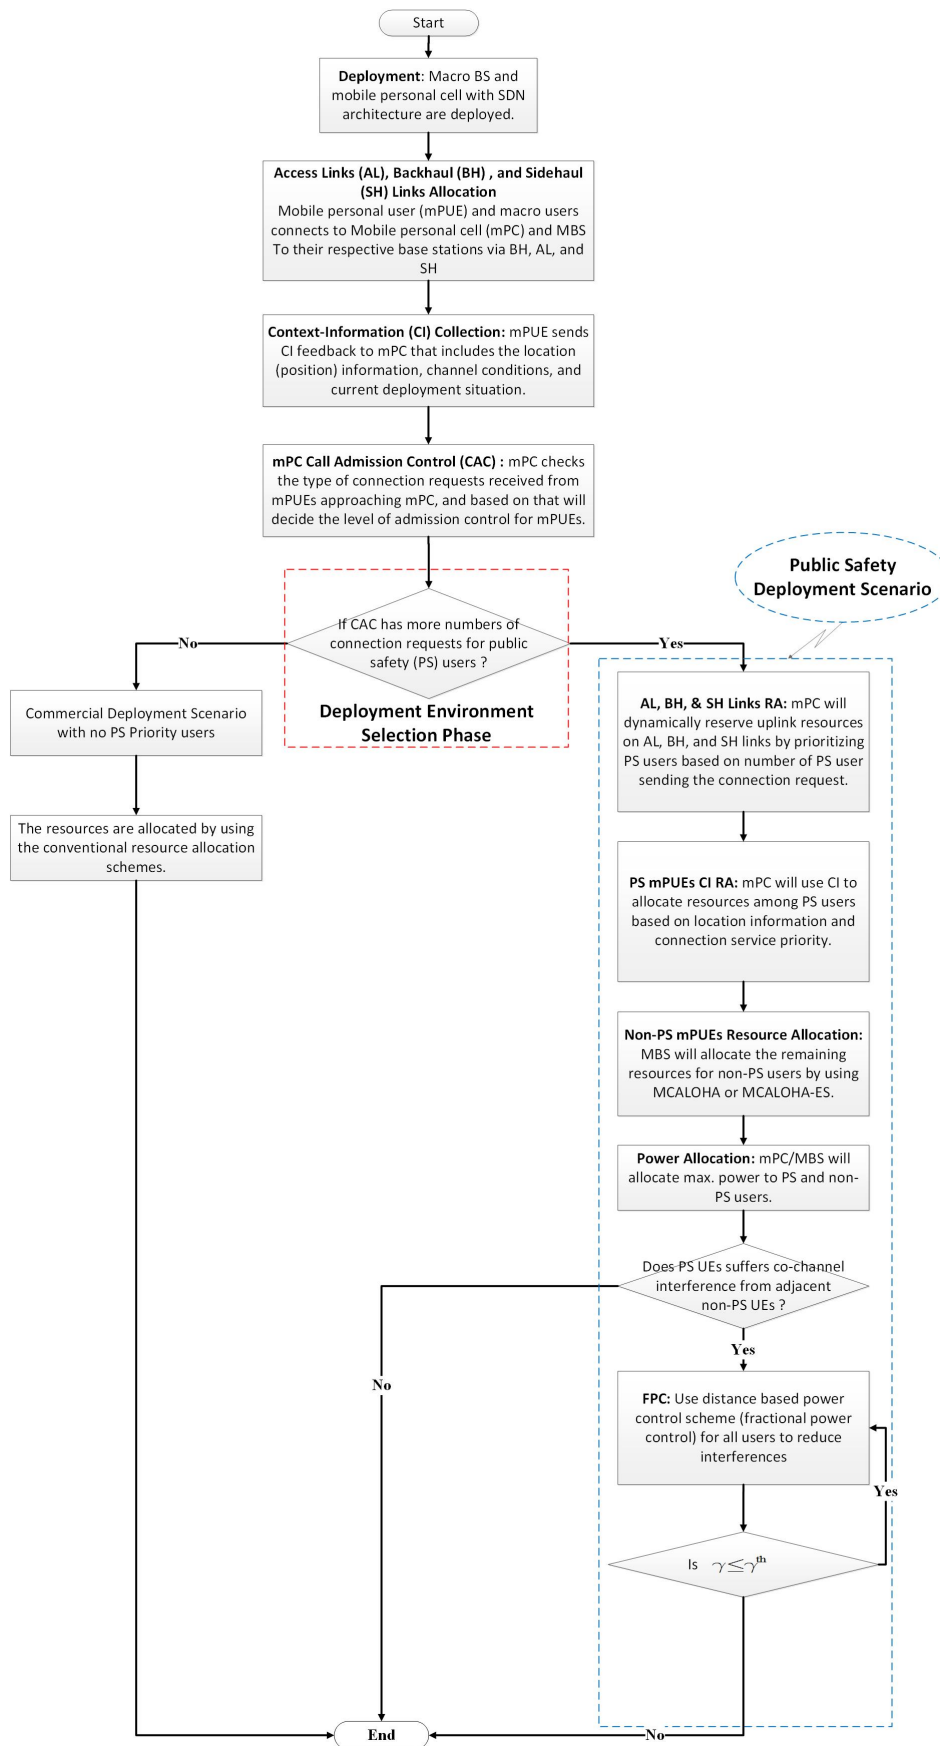 Start
Deployment: Macro BS and
mobile personal cell with SDN
architecture are deployed.
Access Links (AL), Backhaul (BH) , and Sidehaul
(SH) Links Allocation
Mobile personal user (mPUE) and macro users
connects to Mobile personal cell (mPC) and MBS
To their respective base stations via BH, AL, and
SH
Context-Information (CI) Collection: mPUE sends
CI feedback to mPC that includes the location
(position) information, channel conditions, and
current deployment situation.
mPC Call Admission Control (CAC) : mPC checks
the type of connection requests received from
mPUEs approaching mPC, and based on that will
decide the level of admission control for mPUEs.
If CAC has more numbers of
connection requests for public
safety (PS) users ?
Deployment Environment
Selection Phase
No
Yes
Commercial Deployment Scenario
with no PS Priority users
The resources are allocated by using
the conventional resource allocation
schemes.
Public Safety
Deployment Scenario
AL, BH, & SH Links RA: mPC will
dynamically reserve uplink resources
on AL, BH, and SH links by prioritizing
PS users based on number of PS user
sending the connection request.
PS mPUEs CI RA: mPC will use CI to
allocate resources among PS users
based on location information and
connection service priority.
Non-PS mPUEs Resource Allocation:
MBS will allocate the remaining
resources for non-PS users by using
MCALOHA or MCALOHA-ES.
Power Allocation: mPC/MBS will
allocate max. power to PS and non-
PS users.
Does PS UEs suffers co-channel
interference from adjacent
non-PS UEs ?
No
Yes
FPC: Use distance based power
control scheme (fractional power
control) for all users to reduce
interferences
Yes
Is γ≤γ^th
No
End